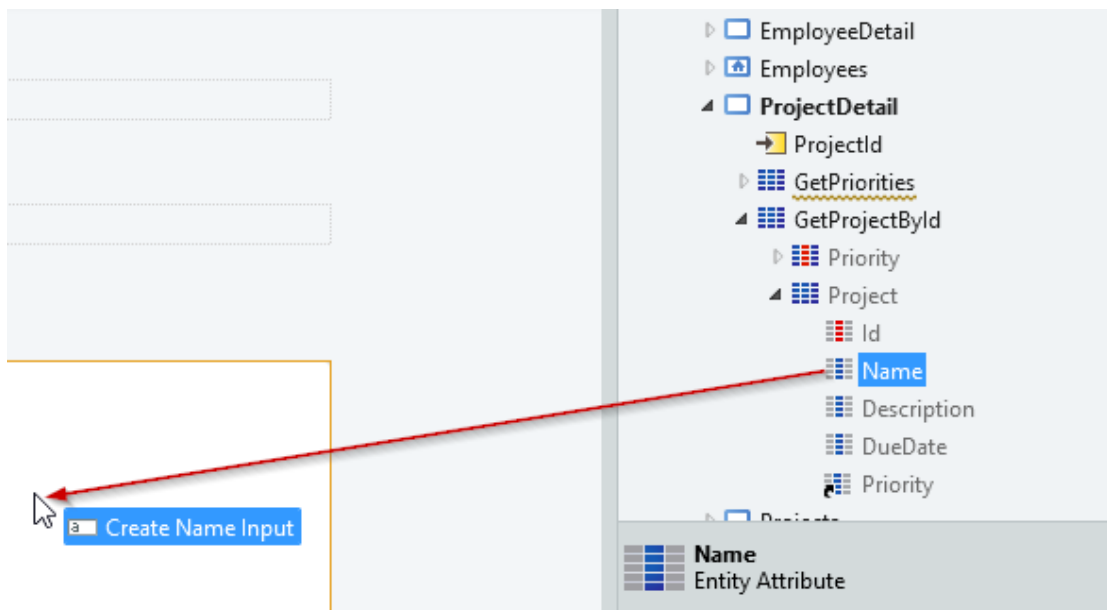 EmployeeDetail
Employees
ProjectDetail
ProjectId
GetPriorities
GetProjectById
Priority
Project
Id
Name
Description
DueDate
Priority
Projects
a Create Name Input
Name
Entity Attribute